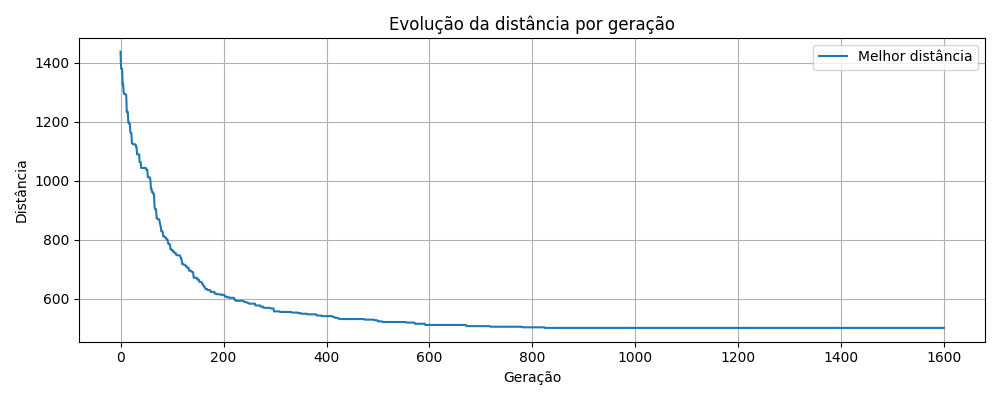 Evolução da distância por geração
Melhor distância
Distância
1400
1200
1000
800
600
0 200 400 600 800 1000 1200 1400 1600
Geração